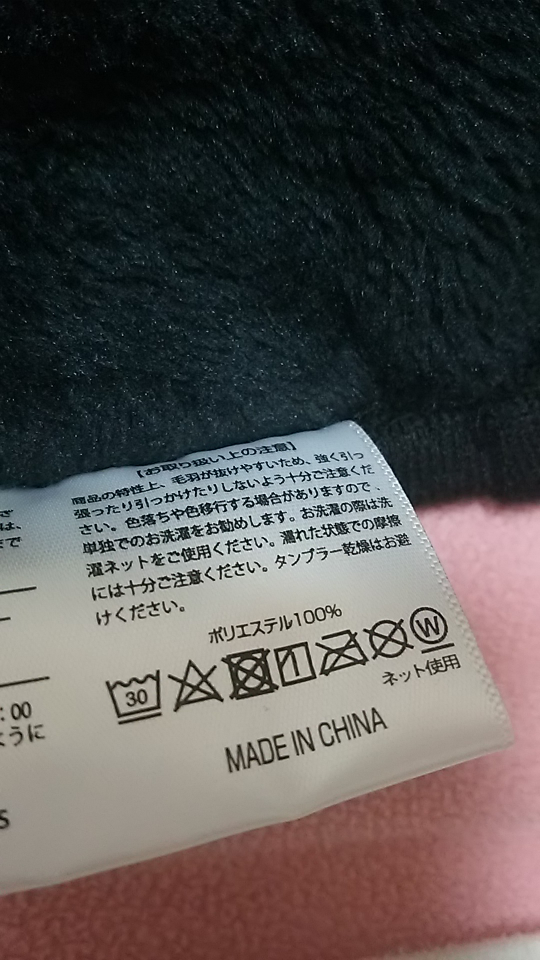 【お取り扱い上の注意】
商品の特性上、毛羽が抜けやすいため、強く引っ
張ったり引っかけたりしないよう十分ご注意くだ
さい。色落ちや色移行する場合がありますので、
単独でのお洗濯をお勧めします。お洗濯の際は洗
濯ネットをご使用ください。濡れた状態での摩擦
には十分ご注意ください。タンブラー乾燥はお避
けください。
ポリエステル100%
30
W
ネット使用
MADE IN CHINA
は、
で
:00
ように
S